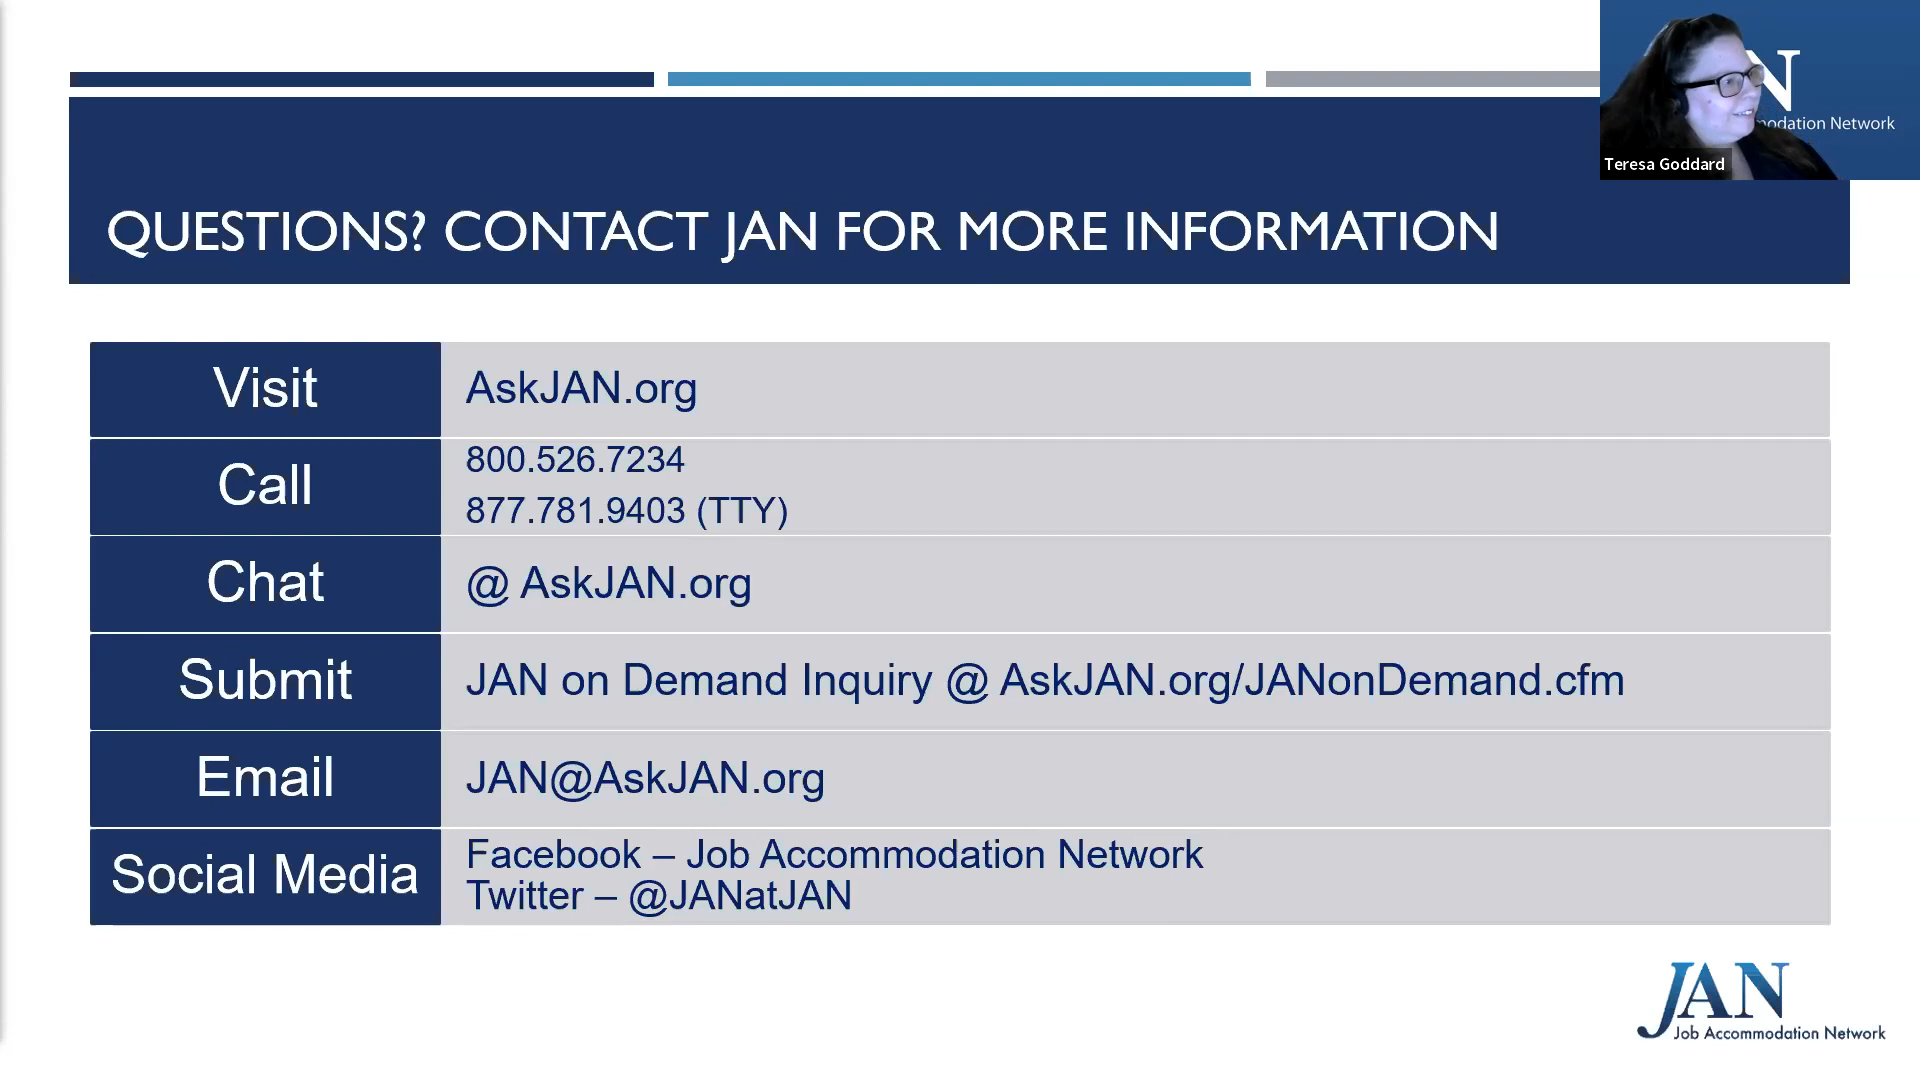 N
modation Network
Teresa Goddard
QUESTIONS? CONTACT JAN FOR MORE INFORMATION
Visit
AskJAN.org
Call
800.526.7234
877.781.9403 (TTY)
Chat
@ AskJAN.org
Submit
JAN on Demand Inquiry @ AskJAN.org/JANonDemand.cfm
Email
JAN@AskJAN.org
Social Media
Facebook – Job Accommodation Network
Twitter – @JANatJAN
JAN
Job Accommodation Network